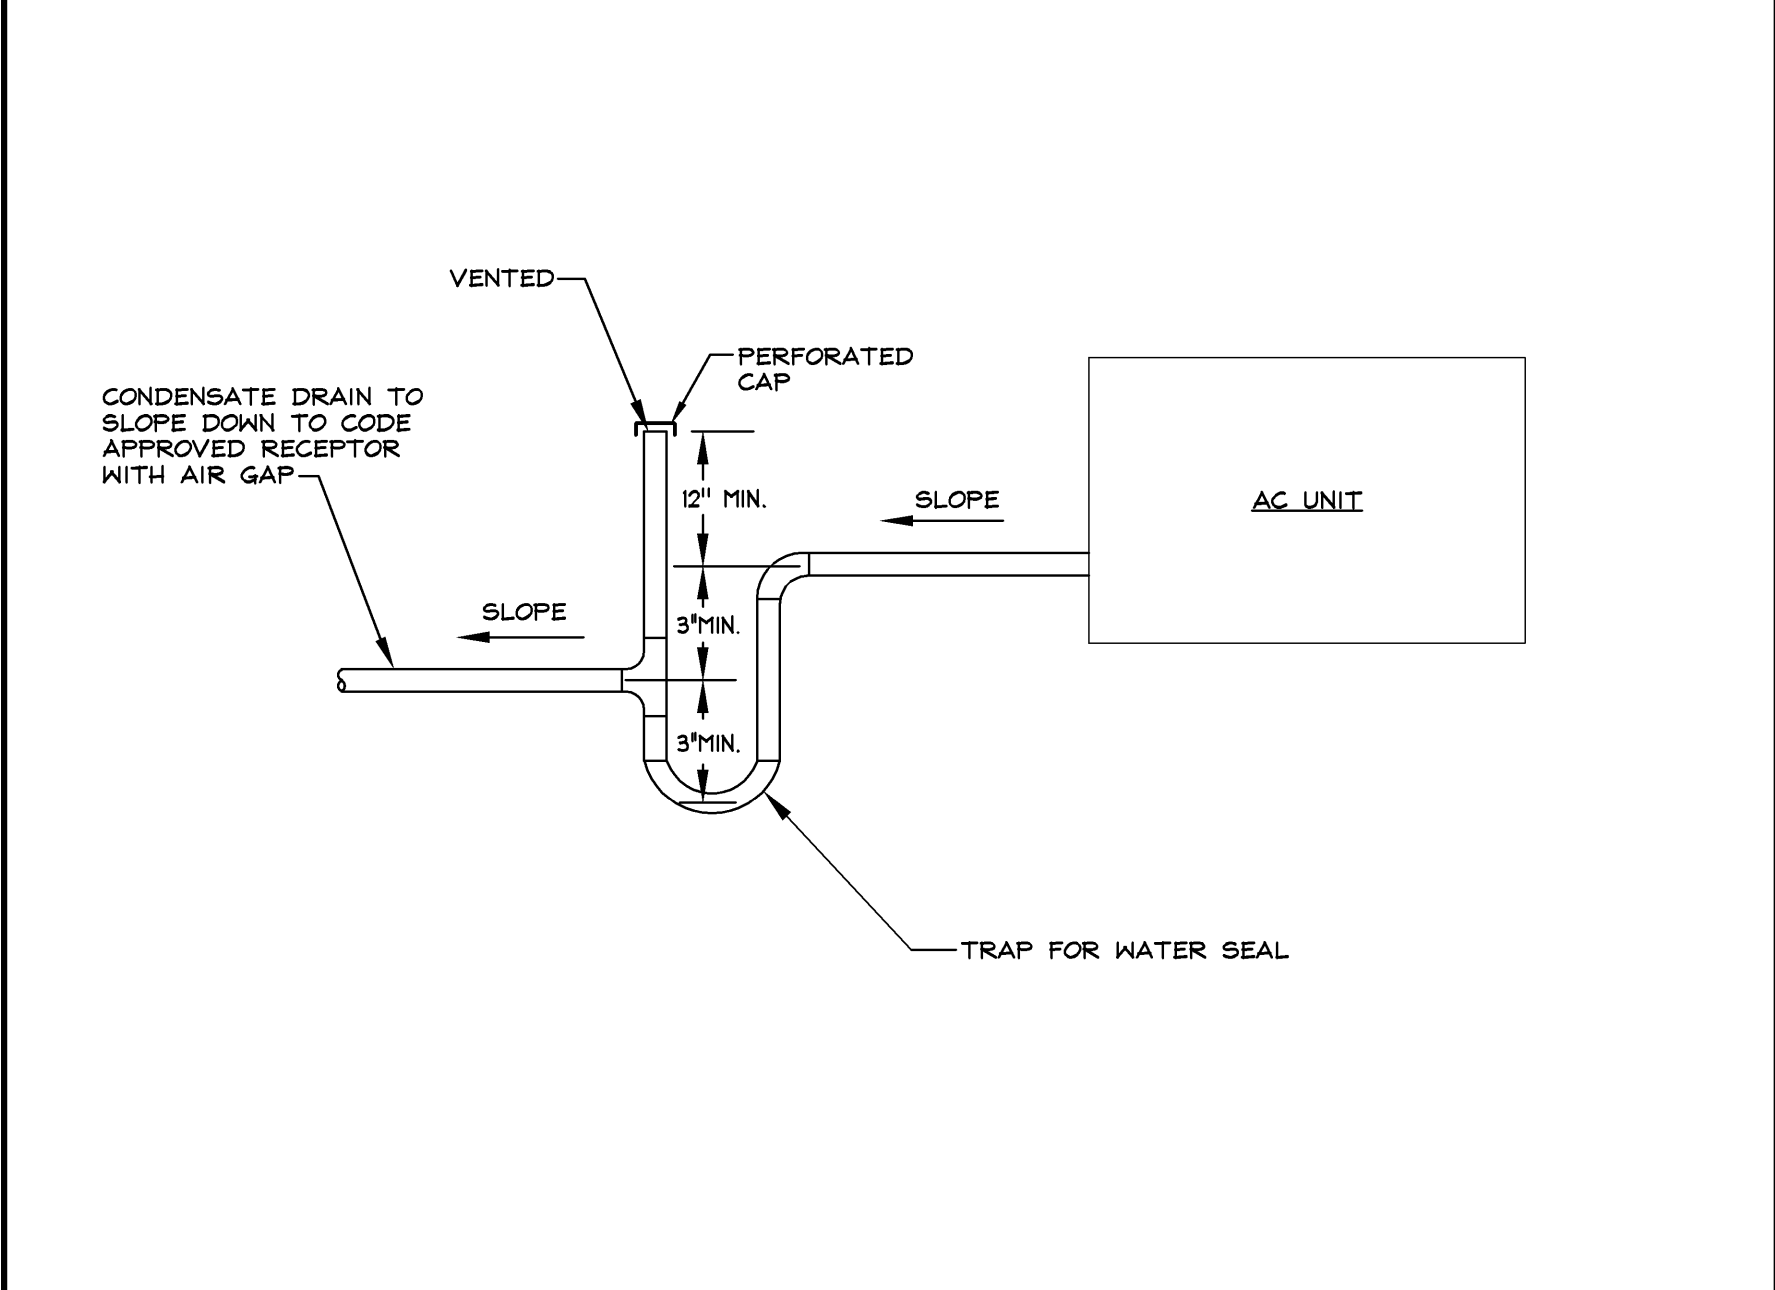 VENTED
PERFORATED
CAP
CONDENSATE DRAIN TO
SLOPE DOWN TO CODE
APPROVED RECEPTOR
WITH AIR GAP
12" MIN.
SLOPE
AC UNIT
SLOPE
3"MIN.
3"MIN.
TRAP FOR WATER SEAL